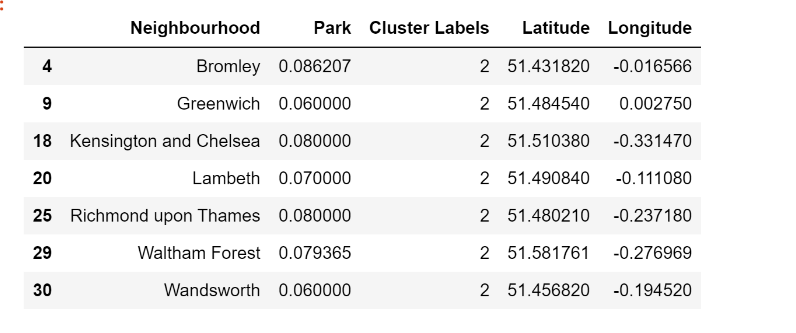 :
Neighbourhood Park Cluster Labels Latitude Longitude
4 Bromley 0.086207 2 51.431820 -0.016566
9 Greenwich 0.060000 2 51.484540 0.002750
18 Kensington and Chelsea 0.080000 2 51.510380 -0.331470
20 Lambeth 0.070000 2 51.490840 -0.111080
25 Richmond upon Thames 0.080000 2 51.480210 -0.237180
29 Waltham Forest 0.079365 2 51.581761 -0.276969
30 Wandsworth 0.060000 2 51.456820 -0.194520